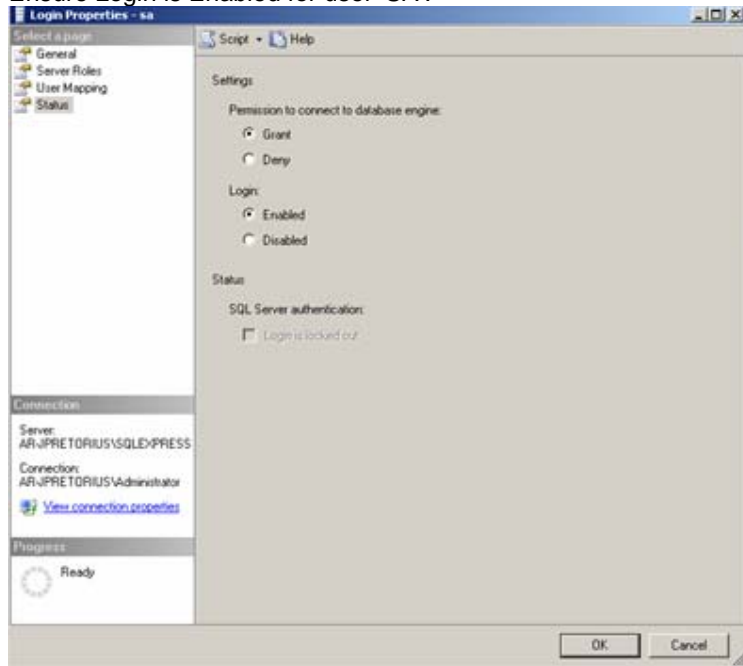 Ensure Login is Enabled for user
Login Properties - sa
Select a page
General
Server Roles
User Mapping
Status
Script
Help
Settings
Permission to connect to database engine:
Grant
Deny
Login:
Enabled
Disabled
Status
SQL Server authentication:
Login is locked out
Connection
Server:
AR-JPRETORIUS\SQLEXPRESS
Connection:
AR-JPRETORIUS\Administrator
View connection properties
Progress
Ready
OK
Cancel